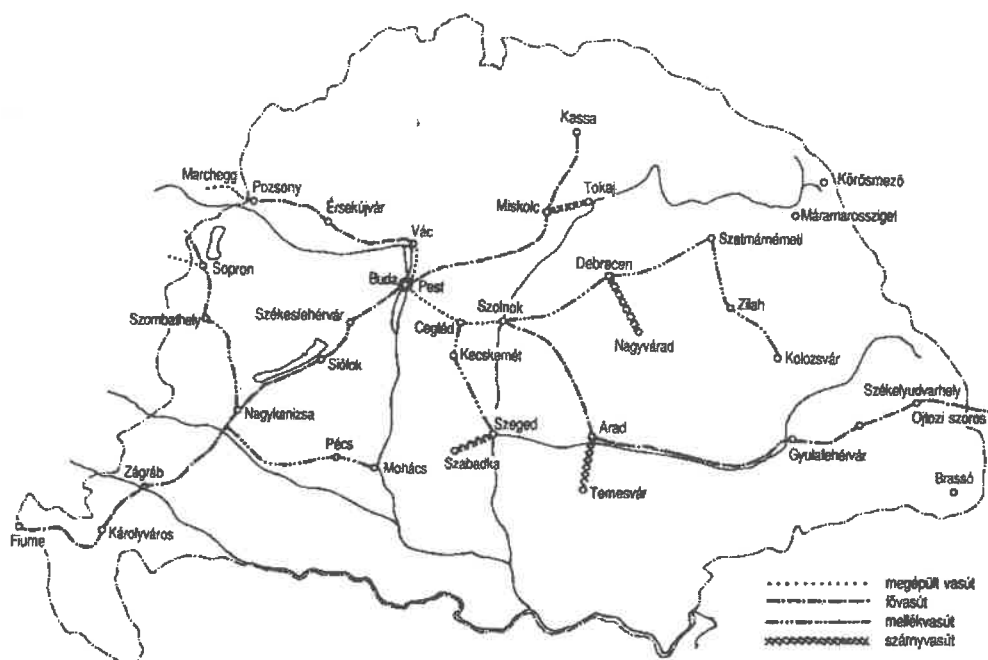 Kassa
Marchegg
Pozsony
Körösmező
Tokaj
Miskolc
Érsekújvár
Máramarossziget
Vác
Szatmárnémeti
Sopron
Debrecen
Buda
Pest
Szombathely
Székesfehérvár
Szolnok
Zilah
Cegléd
Nagyvárad
Kecskemét
Siófok
Kolozsvár
Székelyudvarhely
Nagykanizsa
Ojtozi szoros
Szeged
Arad
Pécs
Szabadka
Gyulafehérvár
Mohács
Zágráb
Brassó
Temesvár
Fiume
Károlyváros
megépült vasút
fővasút
mellékvasút
szárnyvasút